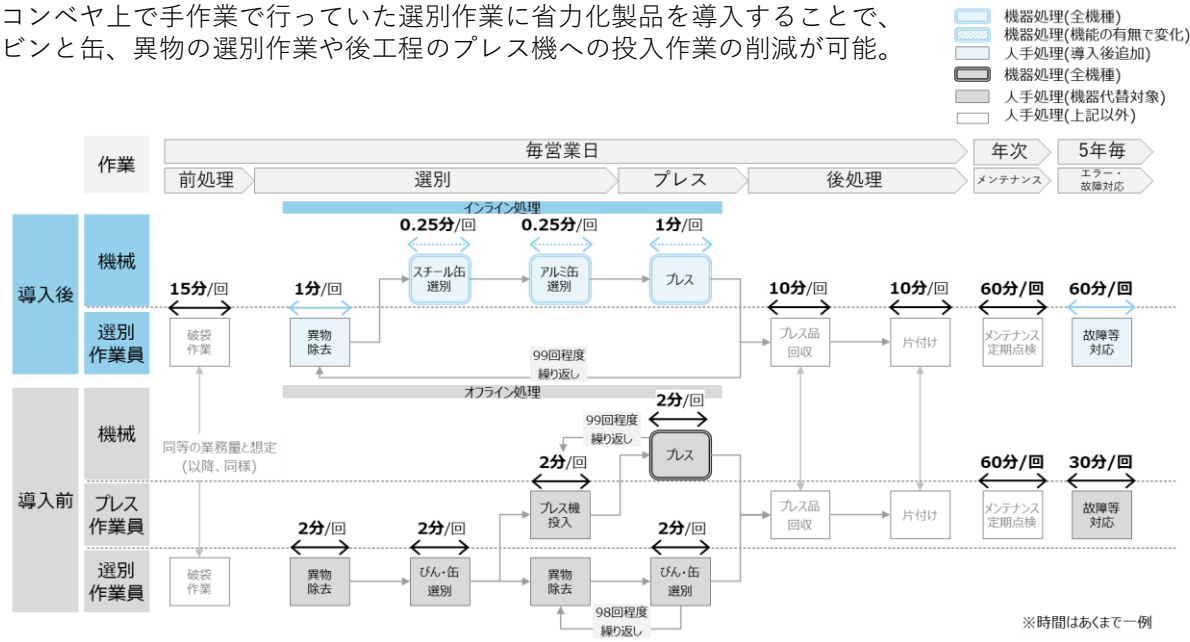 コンベヤ上で手作業で行っていた選別作業に省力化製品を導入することで、
ビンと缶、異物の選別作業や後工程のプレス機への投入作業の削減が可能。
機器処理(全機種)
機器処理(機能の有無で変化)
人手処理(導入後追加)
機器処理(全機種)
人手処理(機器代替対象)
人手処理(上記以外)
作業
毎営業日
年次
5年毎
前処理
選別
プレス
後処理
メンテナンス
エラー・
故障対応
インライン処理
導入後
機械
0.25分/回
0.25分/回
1分/回
スチール缶
選別
アルミ缶
選別
プレス
15分/回
1分/回
10分/回
10分/回
60分/回
60分/回
選別
作業員
破袋
作業
異物
除去
プレス品
回収
片付け
メンテナンス
定期点検
故障等
対応
99回程度
繰り返し
オフライン処理
導入前
機械
2分/回
99回程度
繰り返し
プレス
同等の業務量と想定
(以降、同様)
2分/回
60分/回
30分/回
プレス
作業員
プレス機
投入
プレス品
回収
片付け
メンテナンス
定期点検
故障等
対応
2分/回
2分/回
2分/回
選別
作業員
破袋
作業
異物
除去
びん・缶
選別
異物
除去
びん・缶
選別
98回程度
繰り返し
※時間はあくまで一例